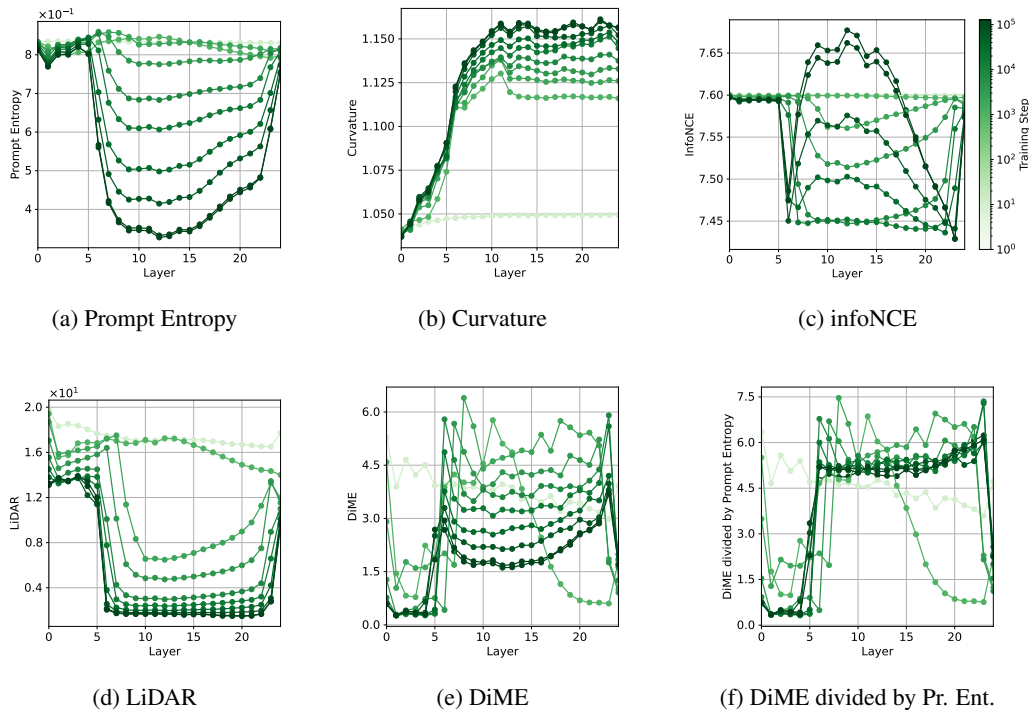 ×10⁻¹
8
7
6
5
4
Prompt Entropy
0 5 10 15 20
Layer
(a) Prompt Entropy
1.150
1.125
1.100
1.075
1.050
Curvature
0 5 10 15 20
Layer
(b) Curvature
7.65
7.60
7.55
7.50
7.45
InfoNCE
0 5 10 15 20
Layer
10⁵
10⁴
10³
10²
10¹
10⁰
Training Step
(c) infoNCE
×10¹
2.0
1.6
1.2
0.8
0.4
LiDAR
0 5 10 15 20
Layer
(d) LiDAR
6.0
4.5
3.0
1.5
0.0
DiME
0 5 10 15 20
Layer
(e) DiME
7.5
6.0
4.5
3.0
1.5
0.0
DiME divided by Prompt Entropy
0 5 10 15 20
Layer
(f) DiME divided by Pr. Ent.